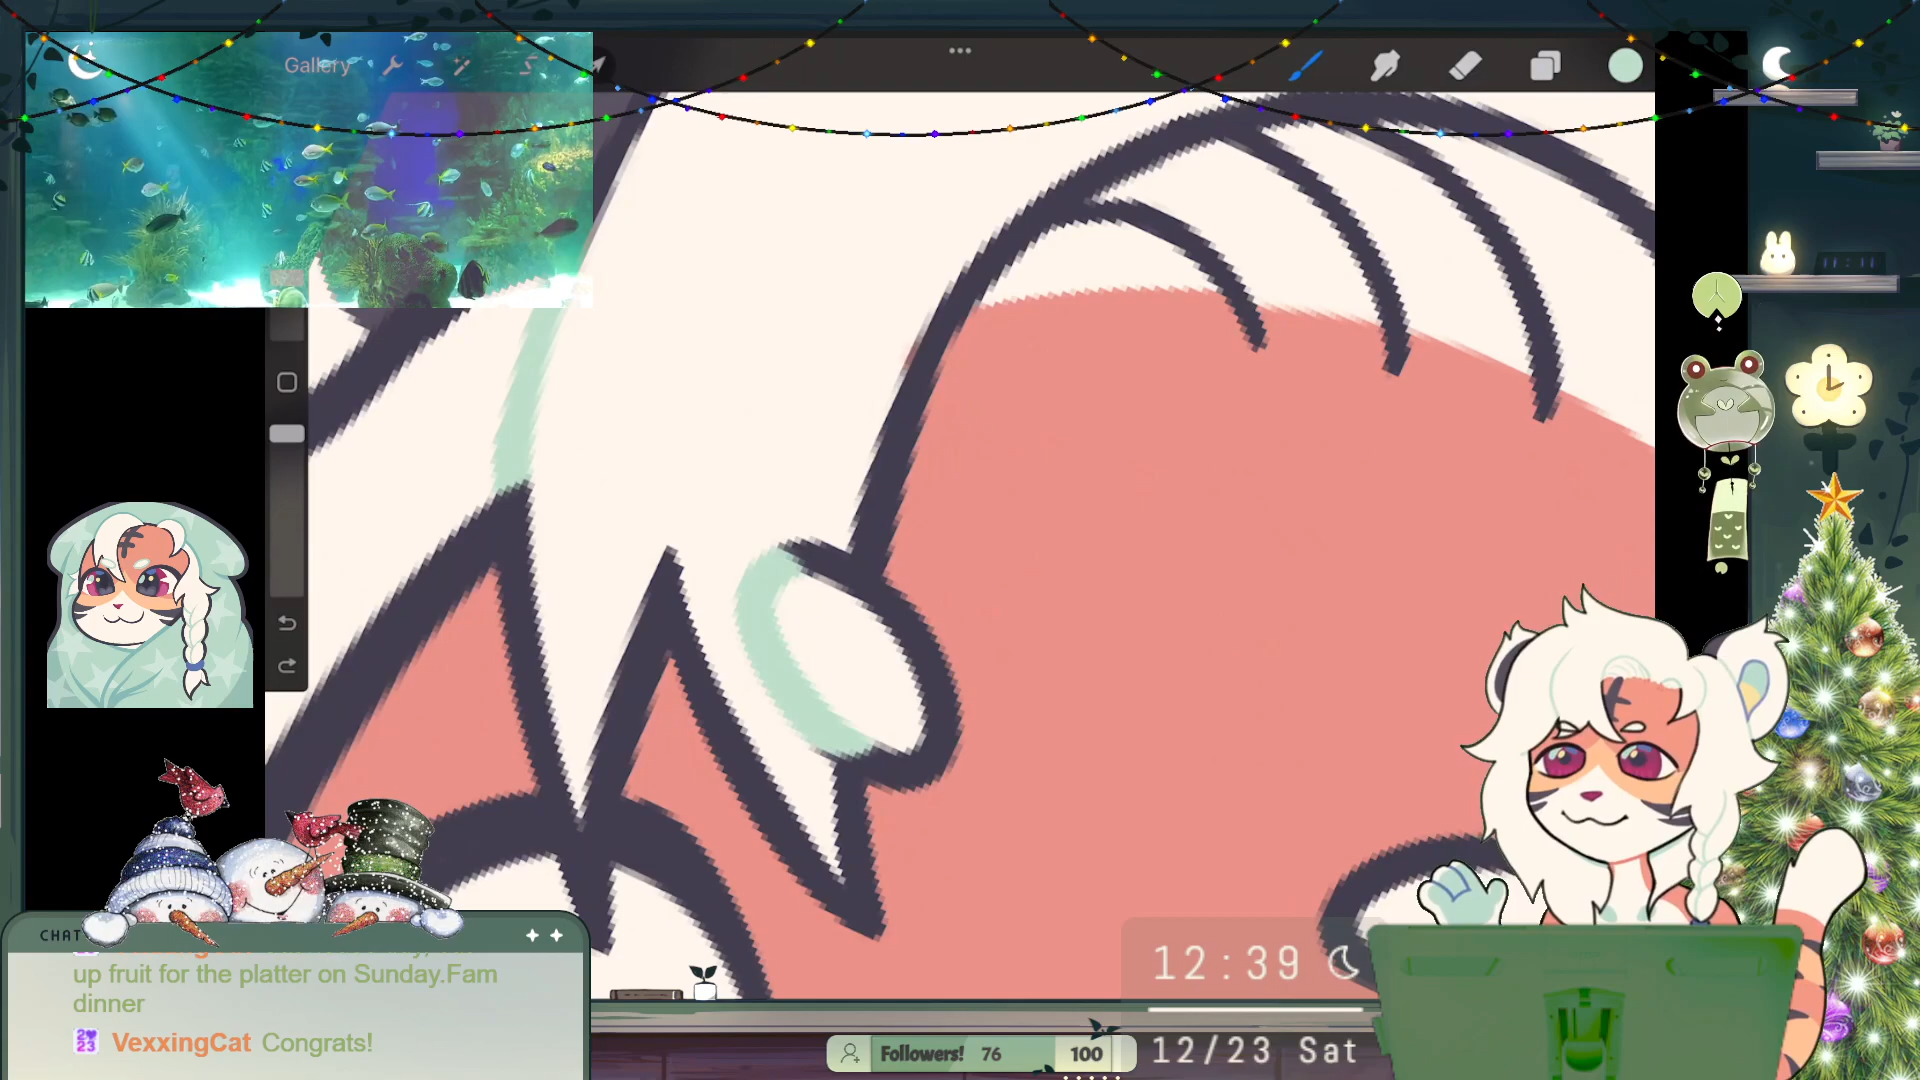 Gallery
CHAT
up fruit for the platter on Sunday.Fam
dinner
VexxingCat Congrats!
12:39
Followers! 76 100
12/23 Sat